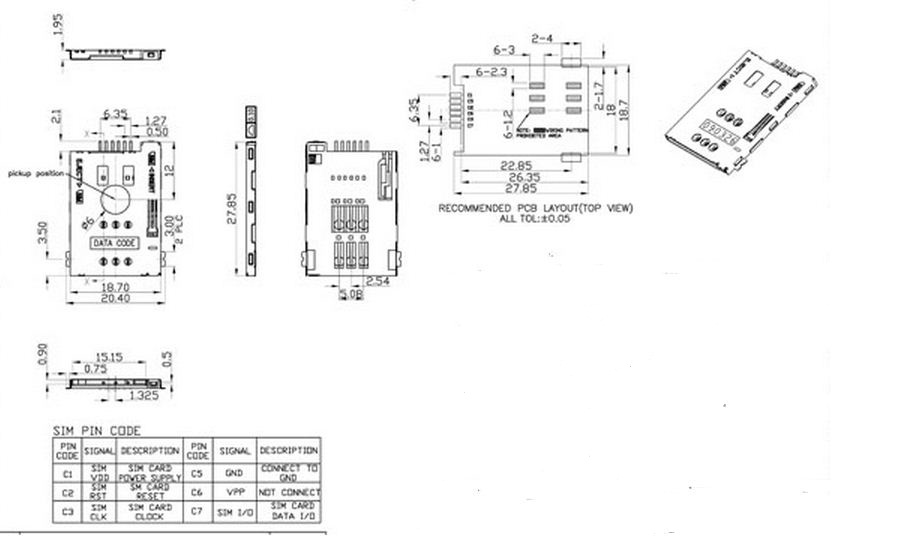 1.95
2.1
6.35
1.27
0.50
12
pickup position
EJECT
INSERT
ø6
3.00
2 PLC
3.50
DATA CODE
X
X
18.70
20.40
27.85
2.54
5.08
6-3
2-4
6-2.3
6.35
1.27
6-1
6-1.2
2-1.7
18
18.7
NOTE: WIRING PATTERN
PROHIBITED AREA
22.85
26.35
27.85
RECOMMENDED PCB LAYOUT(TOP VIEW)
ALL TOL:±0.05
EJECT
090326
0.90
15.15
0.75
0.5
1.325
SIM PIN CODE
PIN CODE SIGNAL DESCRIPTION PIN CODE SIGNAL DESCRIPTION
C1 SIM VDD SIM CARD POWER SUPPLY C5 GND CONNECT TO GND
C2 SIM RST SM CARD RESET C6 VPP NOT CONNECT
C3 SIM CLK SIM CARD CLOCK C7 SIM I/O SIM CARD DATA I/O